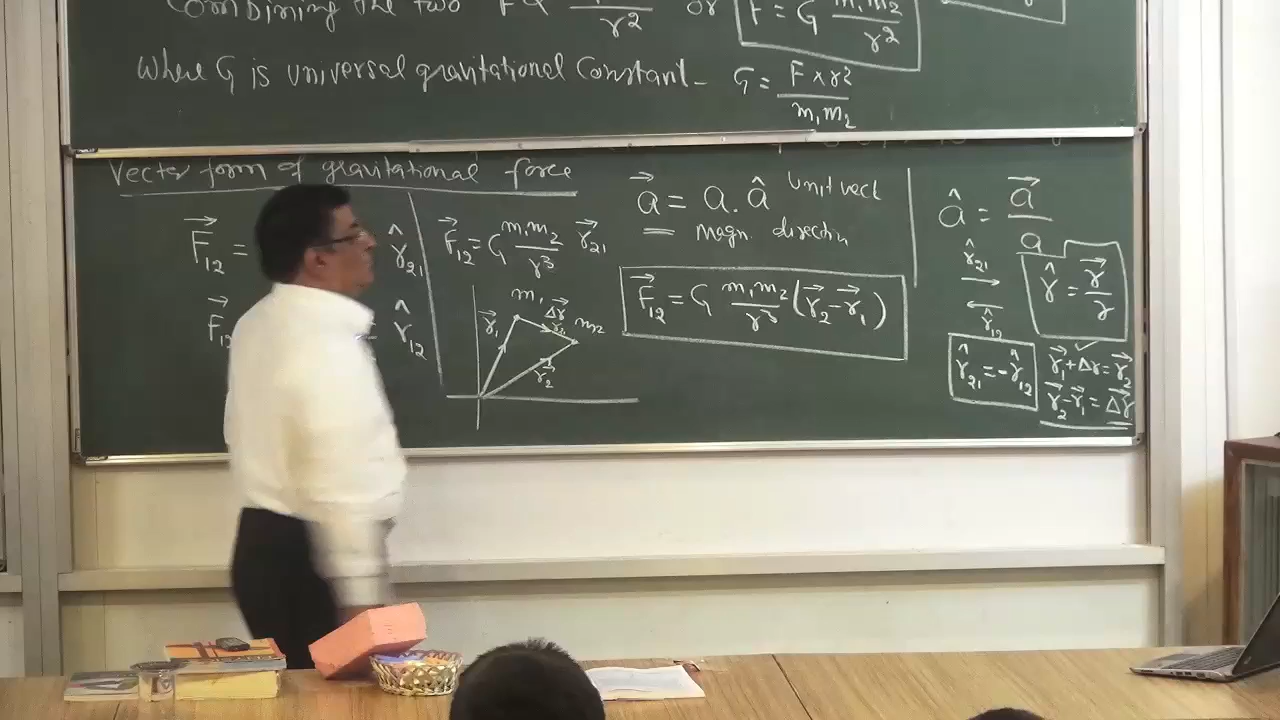 Combining the two F ∝ /r² or F = G m₁m₂/r²
Where G is universal gravitational Constant - G = F×r²/m₁m₂
Vector form of gravitational force
F⃗₁₂ = r̂₂₁
F⃗₁₂ r̂₁₂
F⃗₁₂ = G m₁m₂/r³ r⃗₂₁
m₁
Δr⃗
m₂
r⃗₁
r⃗₂
a⃗ = a.â Unit vect
Magn. direction
F⃗₁₂ = G m₁m₂/r³ (r⃗₂-r⃗₁)
â = a⃗/a
r̂₂₁
r̂₁₂
r̂ = r⃗/r
r̂₂₁ = -r̂₁₂
r⃗₁+Δr = r⃗₂
r⃗₂-r⃗₁ = Δr⃗